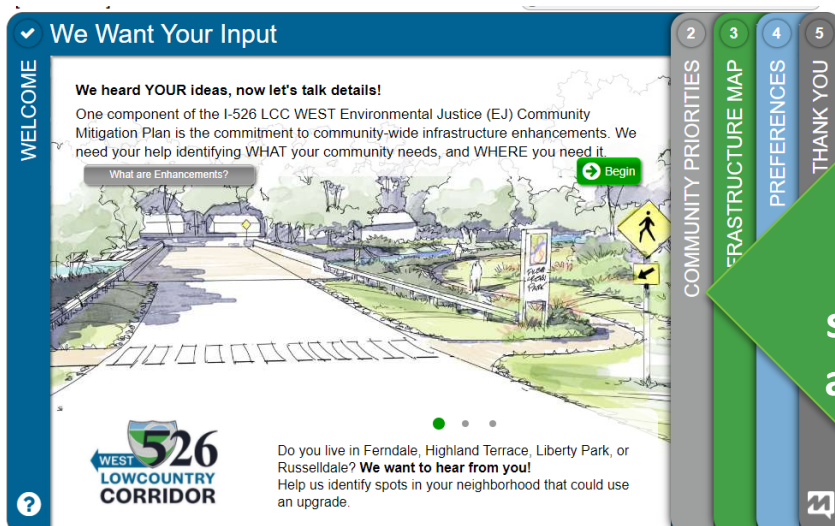 We Want Your Input
WELCOME
We heard YOUR ideas, now let's talk details!
One component of the I-526 LCC WEST Environmental Justice (EJ) Community
Mitigation Plan is the commitment to community-wide infrastructure enhancements. We
need your help identifying WHAT your community needs, and WHERE you need it.
What are Enhancements?
Begin
WEST 526
LOWCOUNTRY
CORRIDOR
Do you live in Ferndale, Highland Terrace, Liberty Park, or
Russelldale? We want to hear from you!
Help us identify spots in your neighborhood that could use
an upgrade.
?
2
COMMUNITY PRIORITIES
3
FRASTRUCTURE MAP
4
PREFERENCES
5
THANK YOU